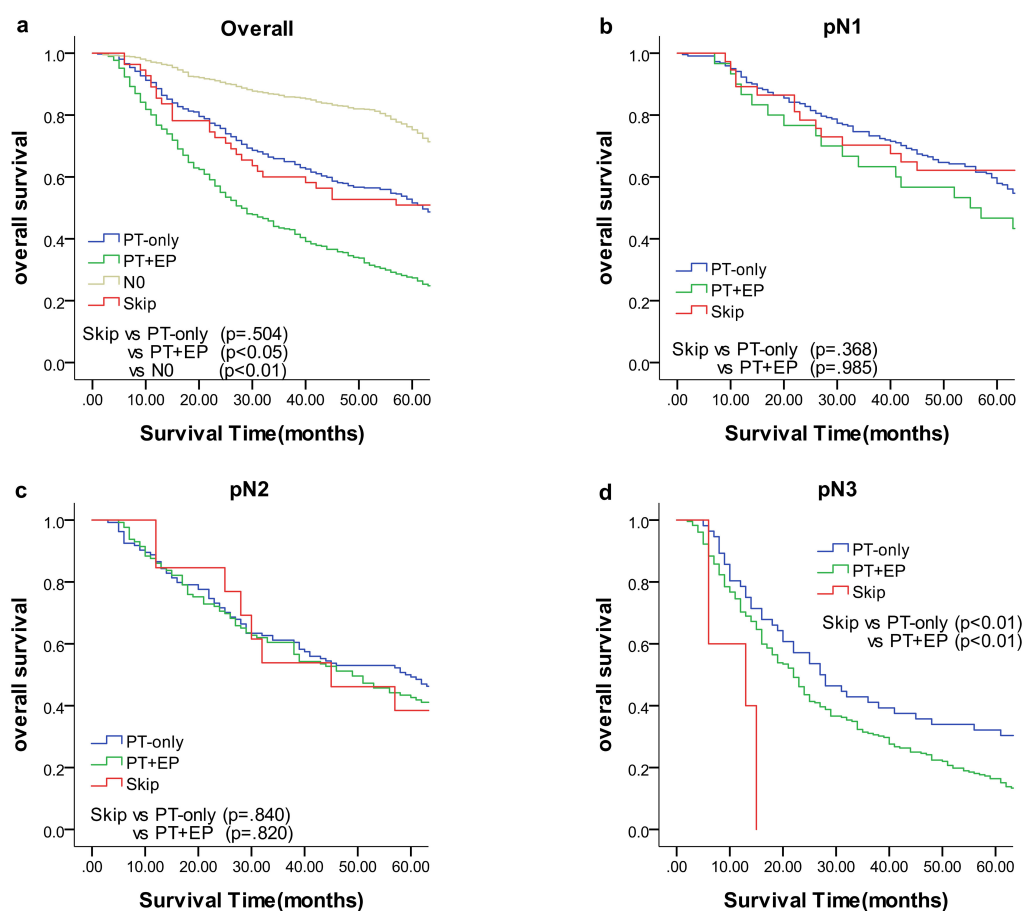 a
Overall
overall survival
1.0
0.8
0.6
0.4
0.2
0.0
PT-only
PT+EP
N0
Skip
Skip vs PT-only (p=.504)
vs PT+EP (p<0.05)
vs N0 (p<0.01)
.00 10.00 20.00 30.00 40.00 50.00 60.00
Survival Time(months)
b
pN1
overall survival
1.0
0.8
0.6
0.4
0.2
0.0
PT-only
PT+EP
Skip
Skip vs PT-only (p=.368)
vs PT+EP (p=.985)
.00 10.00 20.00 30.00 40.00 50.00 60.00
Survival Time(months)
c
pN2
overall survival
1.0
0.8
0.6
0.4
0.2
0.0
PT-only
PT+EP
Skip
Skip vs PT-only (p=.840)
vs PT+EP (p=.820)
.00 10.00 20.00 30.00 40.00 50.00 60.00
Survival Time(months)
d
pN3
overall survival
1.0
0.8
0.6
0.4
0.2
0.0
PT-only
PT+EP
Skip
Skip vs PT-only (p<0.01)
vs PT+EP (p<0.01)
.00 10.00 20.00 30.00 40.00 50.00 60.00
Survival Time(months)